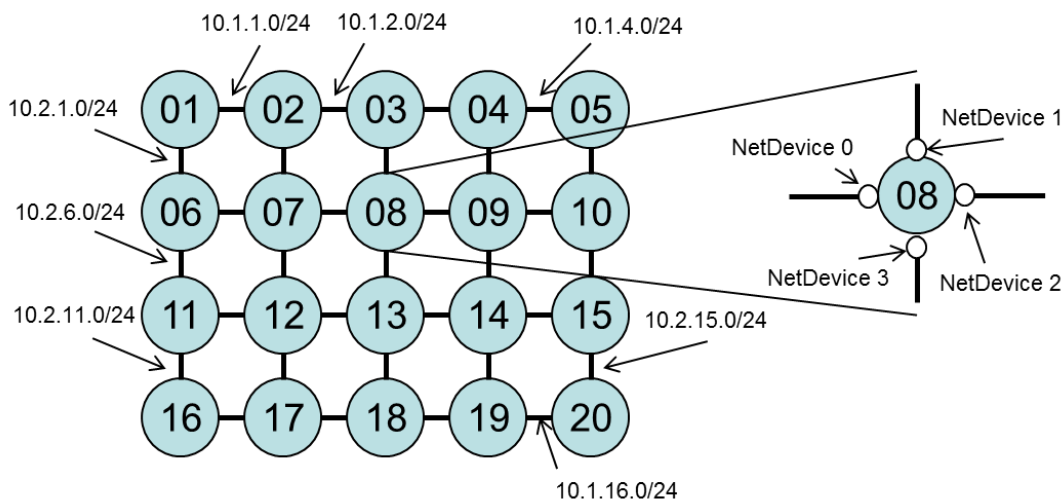 10.1.1.0/24
10.1.2.0/24
10.1.4.0/24
10.2.1.0/24
01 02 03 04 05
NetDevice 1
NetDevice 0
10.2.6.0/24
06 07 08 09 10
08
NetDevice 3
NetDevice 2
10.2.11.0/24
11 12 13 14 15
10.2.15.0/24
16 17 18 19 20
10.1.16.0/24